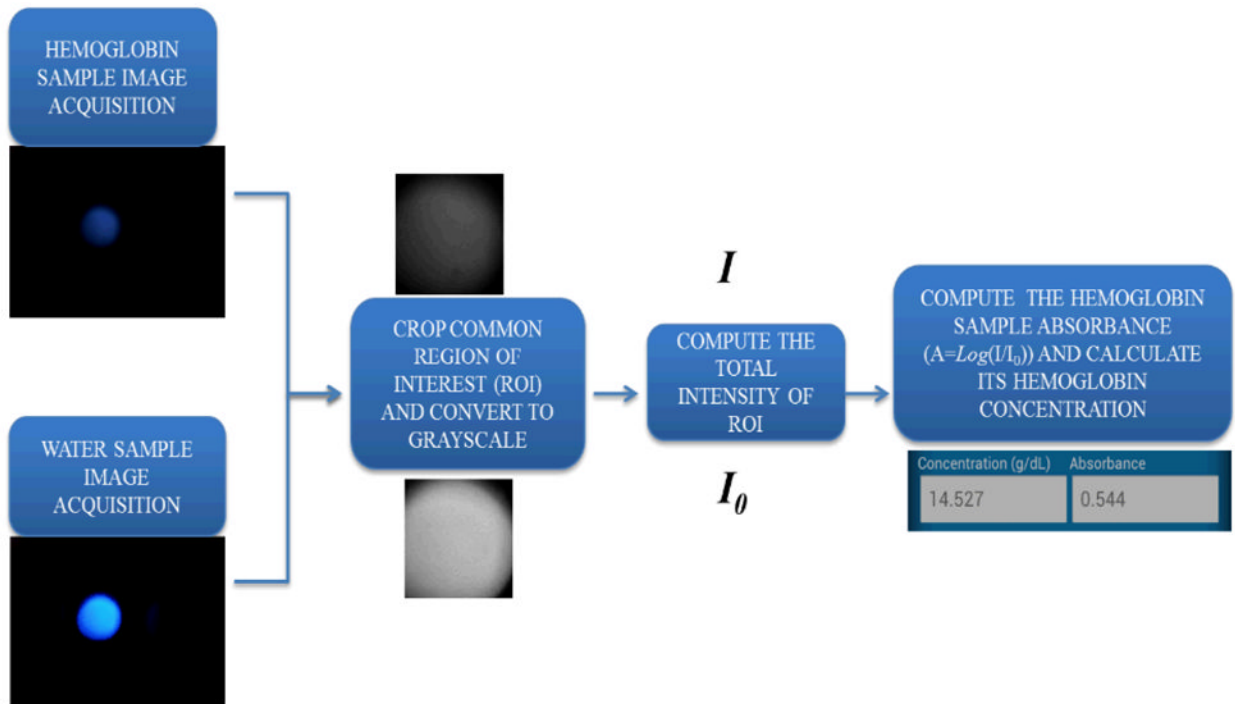 HEMOGLOBIN
SAMPLE IMAGE
ACQUISITION
WATER SAMPLE
IMAGE
ACQUISITION
CROP COMMON
REGION OF
INTEREST (ROI)
AND CONVERT TO
GRAYSCALE
I
COMPUTE THE
TOTAL
INTENSITY OF
ROI
I₀
COMPUTE THE HEMOGLOBIN
SAMPLE ABSORBANCE
(A=Log(I/I₀)) AND CALCULATE
ITS HEMOGLOBIN
CONCENTRATION
Concentration (g/dL) Absorbance
14.527 0.544